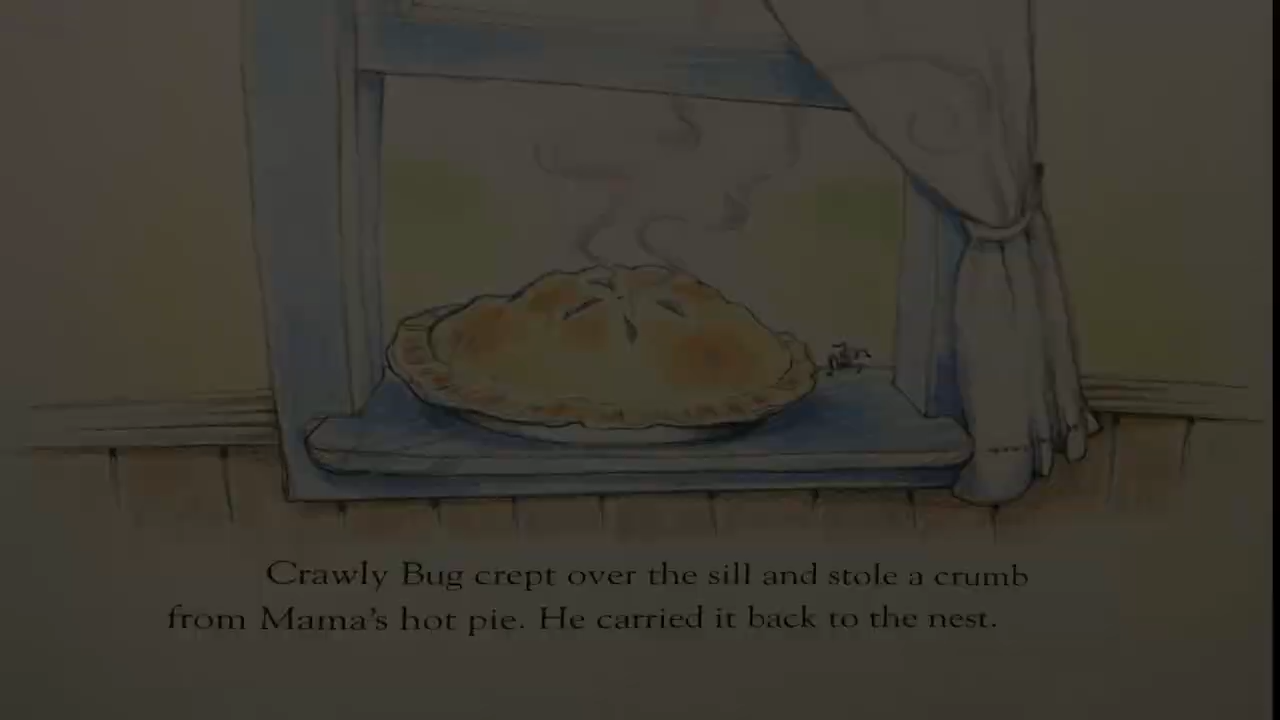 Crawly Bug crept over the sill and stole a crumb
from Mama's hot pie. He carried it back to the nest.